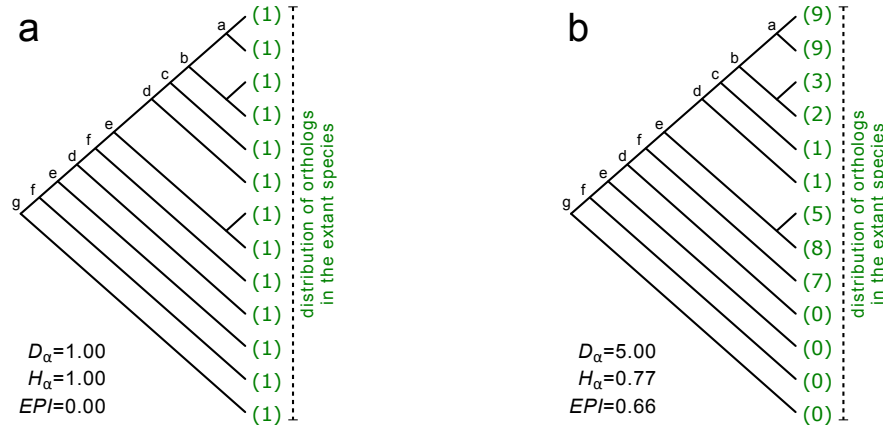 a
a
b
c
d
e
f
d
e
f
g
(1)
(1)
(1)
(1)
(1)
(1)
(1)
(1)
(1)
(1)
(1)
(1)
(1)
distribution of orthologs
in the extant species
Dα=1.00
Hα=1.00
EPI=0.00
b
a
b
c
d
e
f
d
e
f
g
(9)
(9)
(3)
(2)
(1)
(1)
(5)
(8)
(7)
(0)
(0)
(0)
(0)
distribution of orthologs
in the extant species
Dα=5.00
Hα=0.77
EPI=0.66